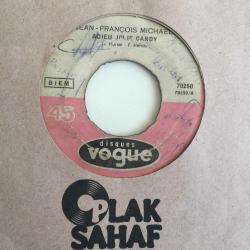 JEAN-FRANÇOIS MICHAEL
ADIEU JOLIE CANDY
BIEM
70250
45
disques
vogue
PLAK
SAHAF